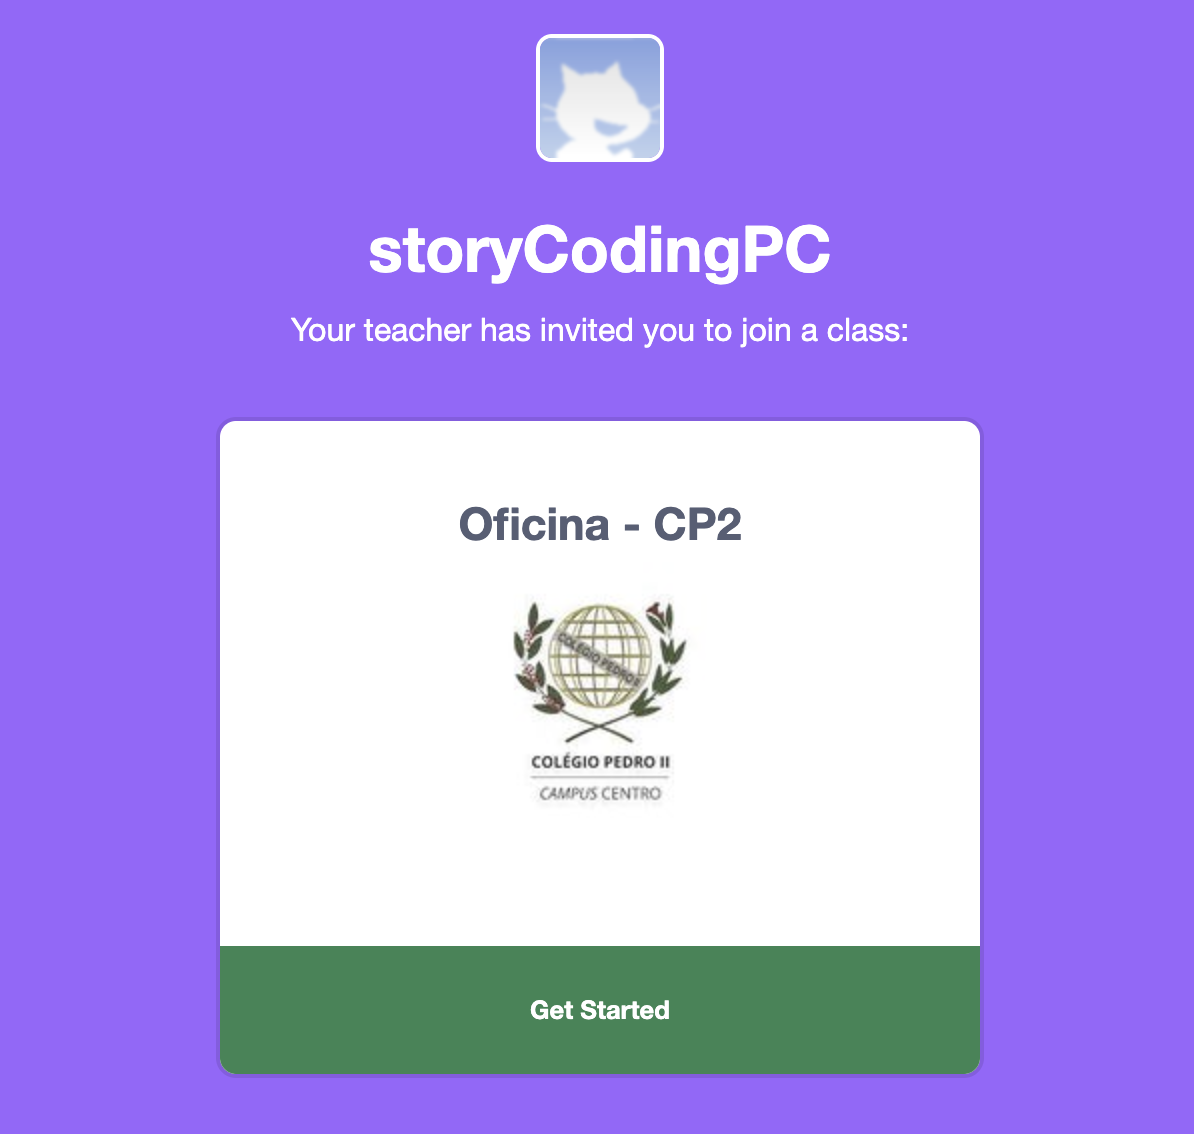 storyCodingPC
Your teacher has invited you to join a class:
Oficina - CP2
COLÉGIO PEDRO II
COLÉGIO PEDRO II
CAMPUS CENTRO
Get Started